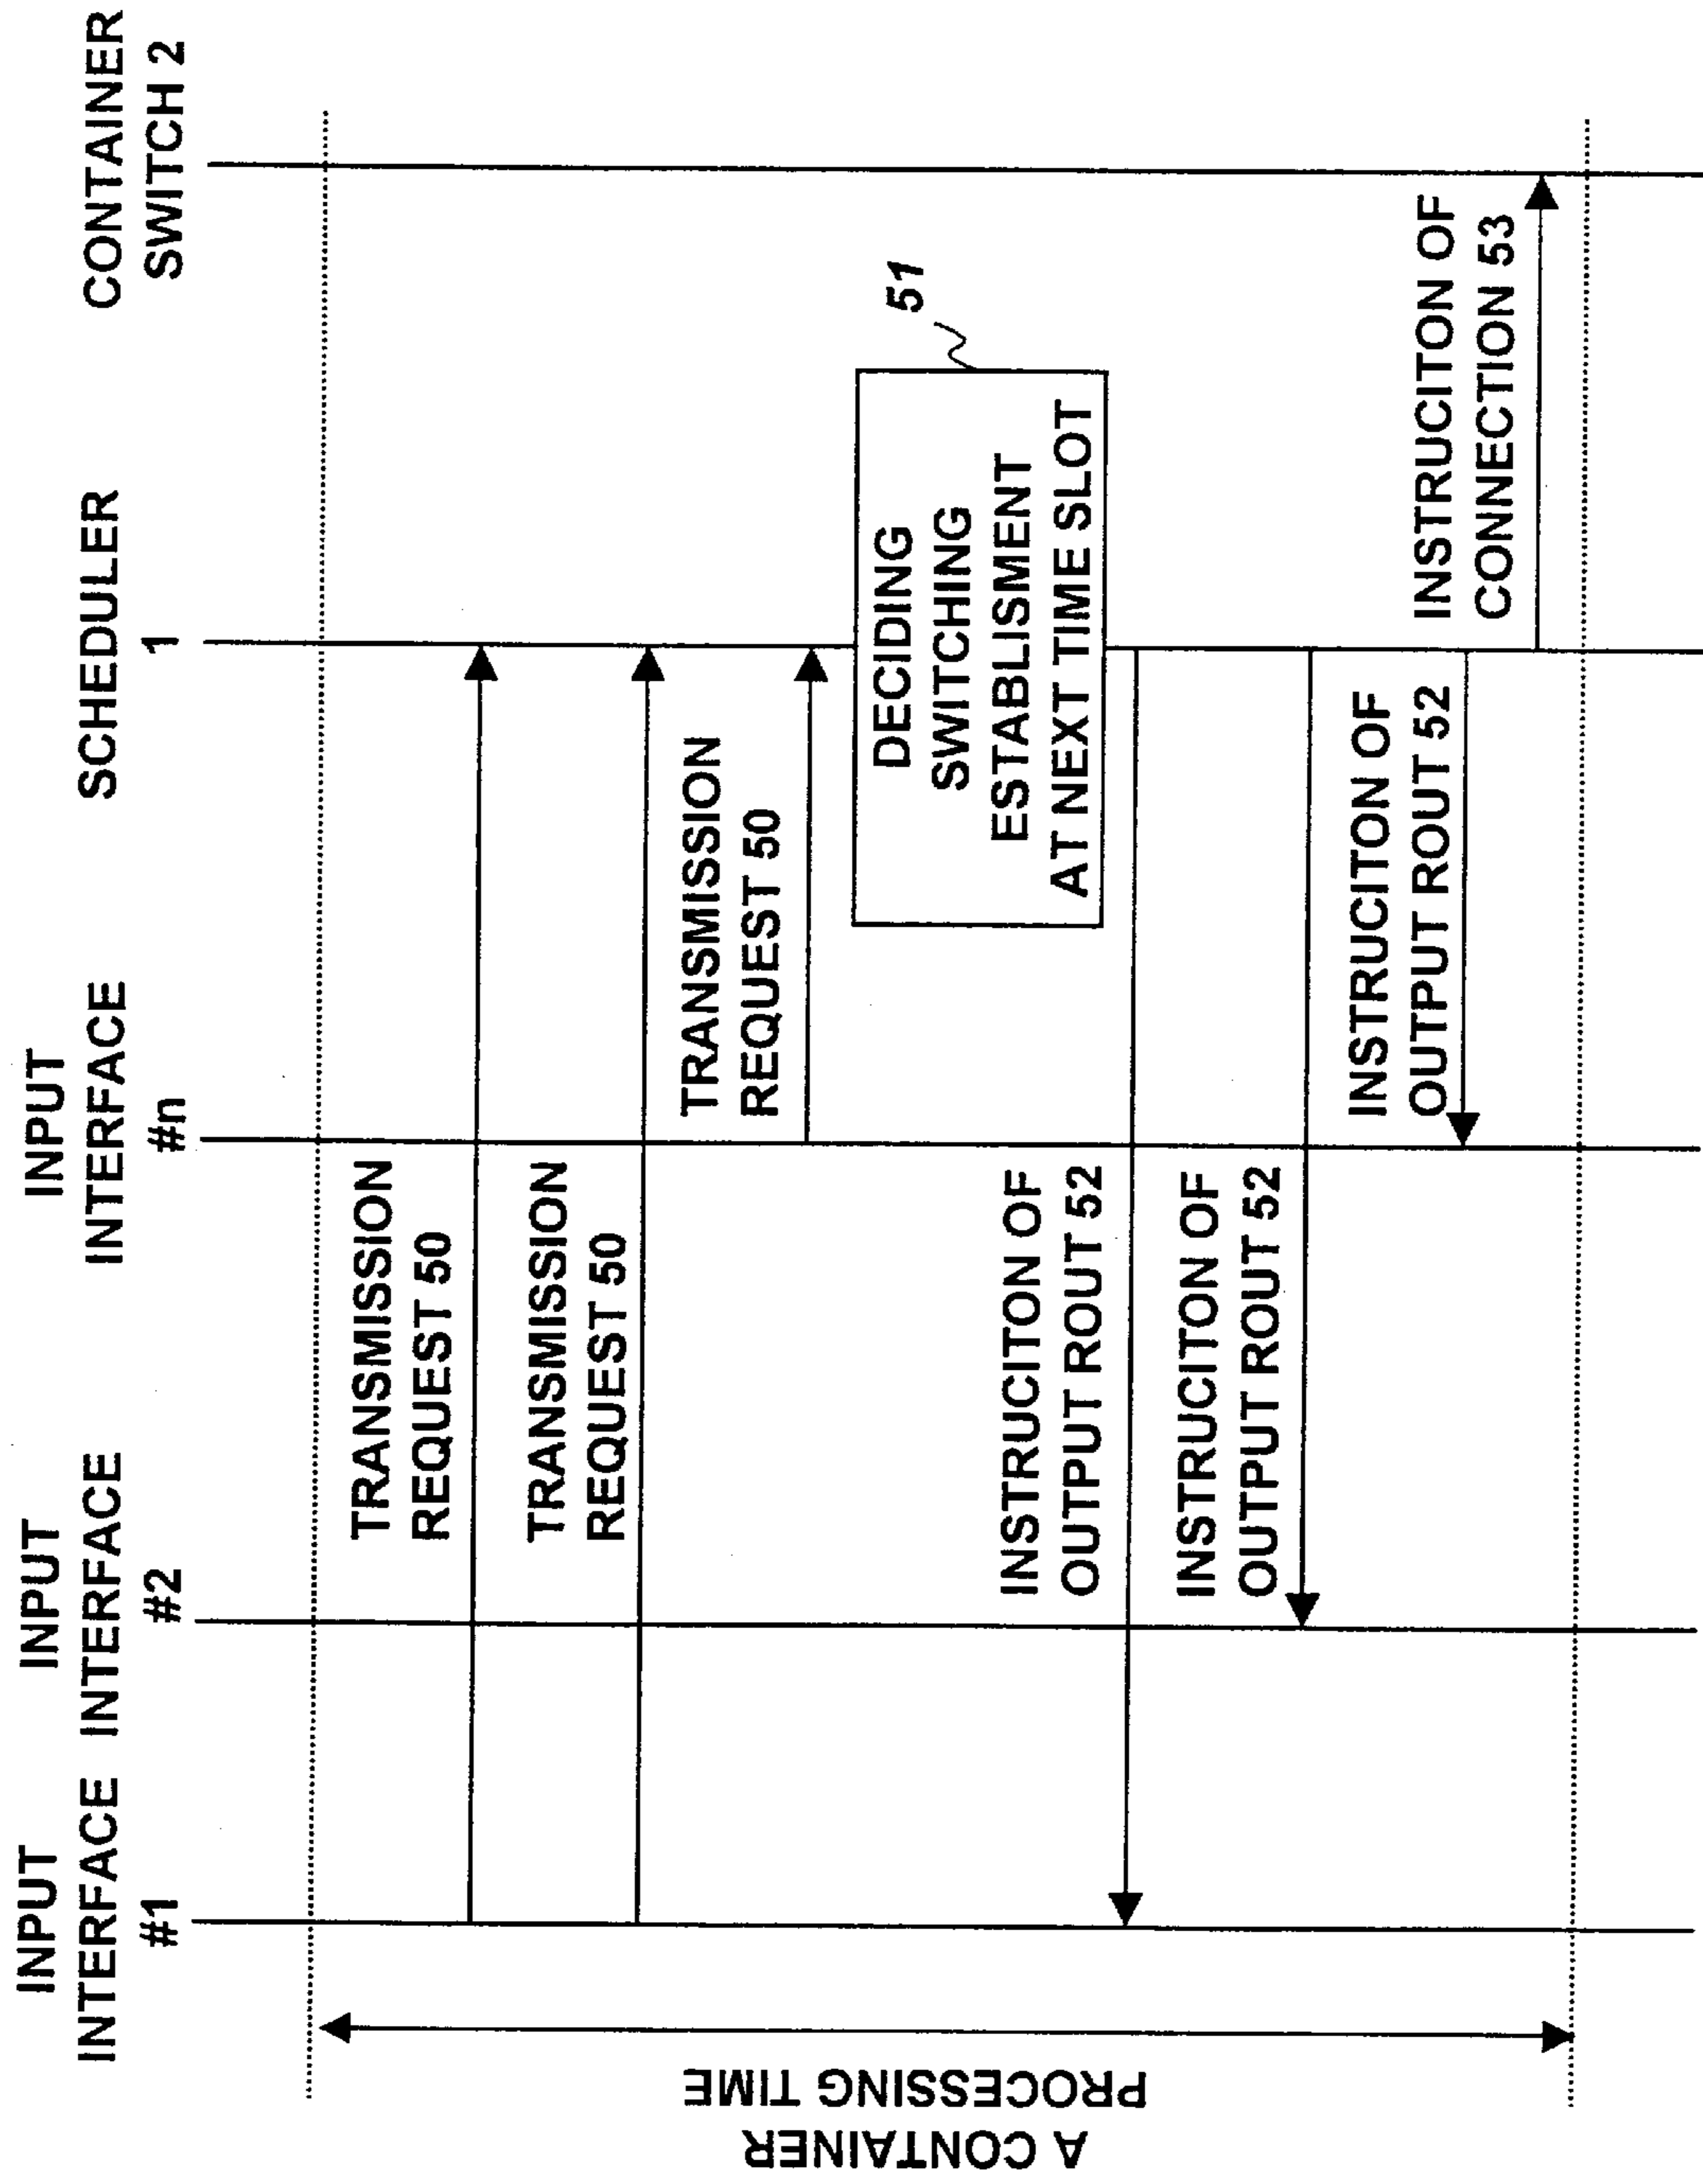 INPUT
INTERFACE
#1
INPUT
INTERFACE
#2
INPUT
INTERFACE
#n
SCHEDULER
1
CONTAINER
SWITCH 2
TRANSMISSION
REQUEST 50
TRANSMISSION
REQUEST 50
TRANSMISSION
REQUEST 50
DECIDING
SWITCHING
ESTABLISMENT
AT NEXT TIME SLOT
51
INSTRUCITON OF
OUTPUT ROUT 52
INSTRUCITON OF
OUTPUT ROUT 52
INSTRUCITON OF
OUTPUT ROUT 52
INSTRUCITON OF
CONNECTION 53
A CONTAINER
PROCESSING TIME